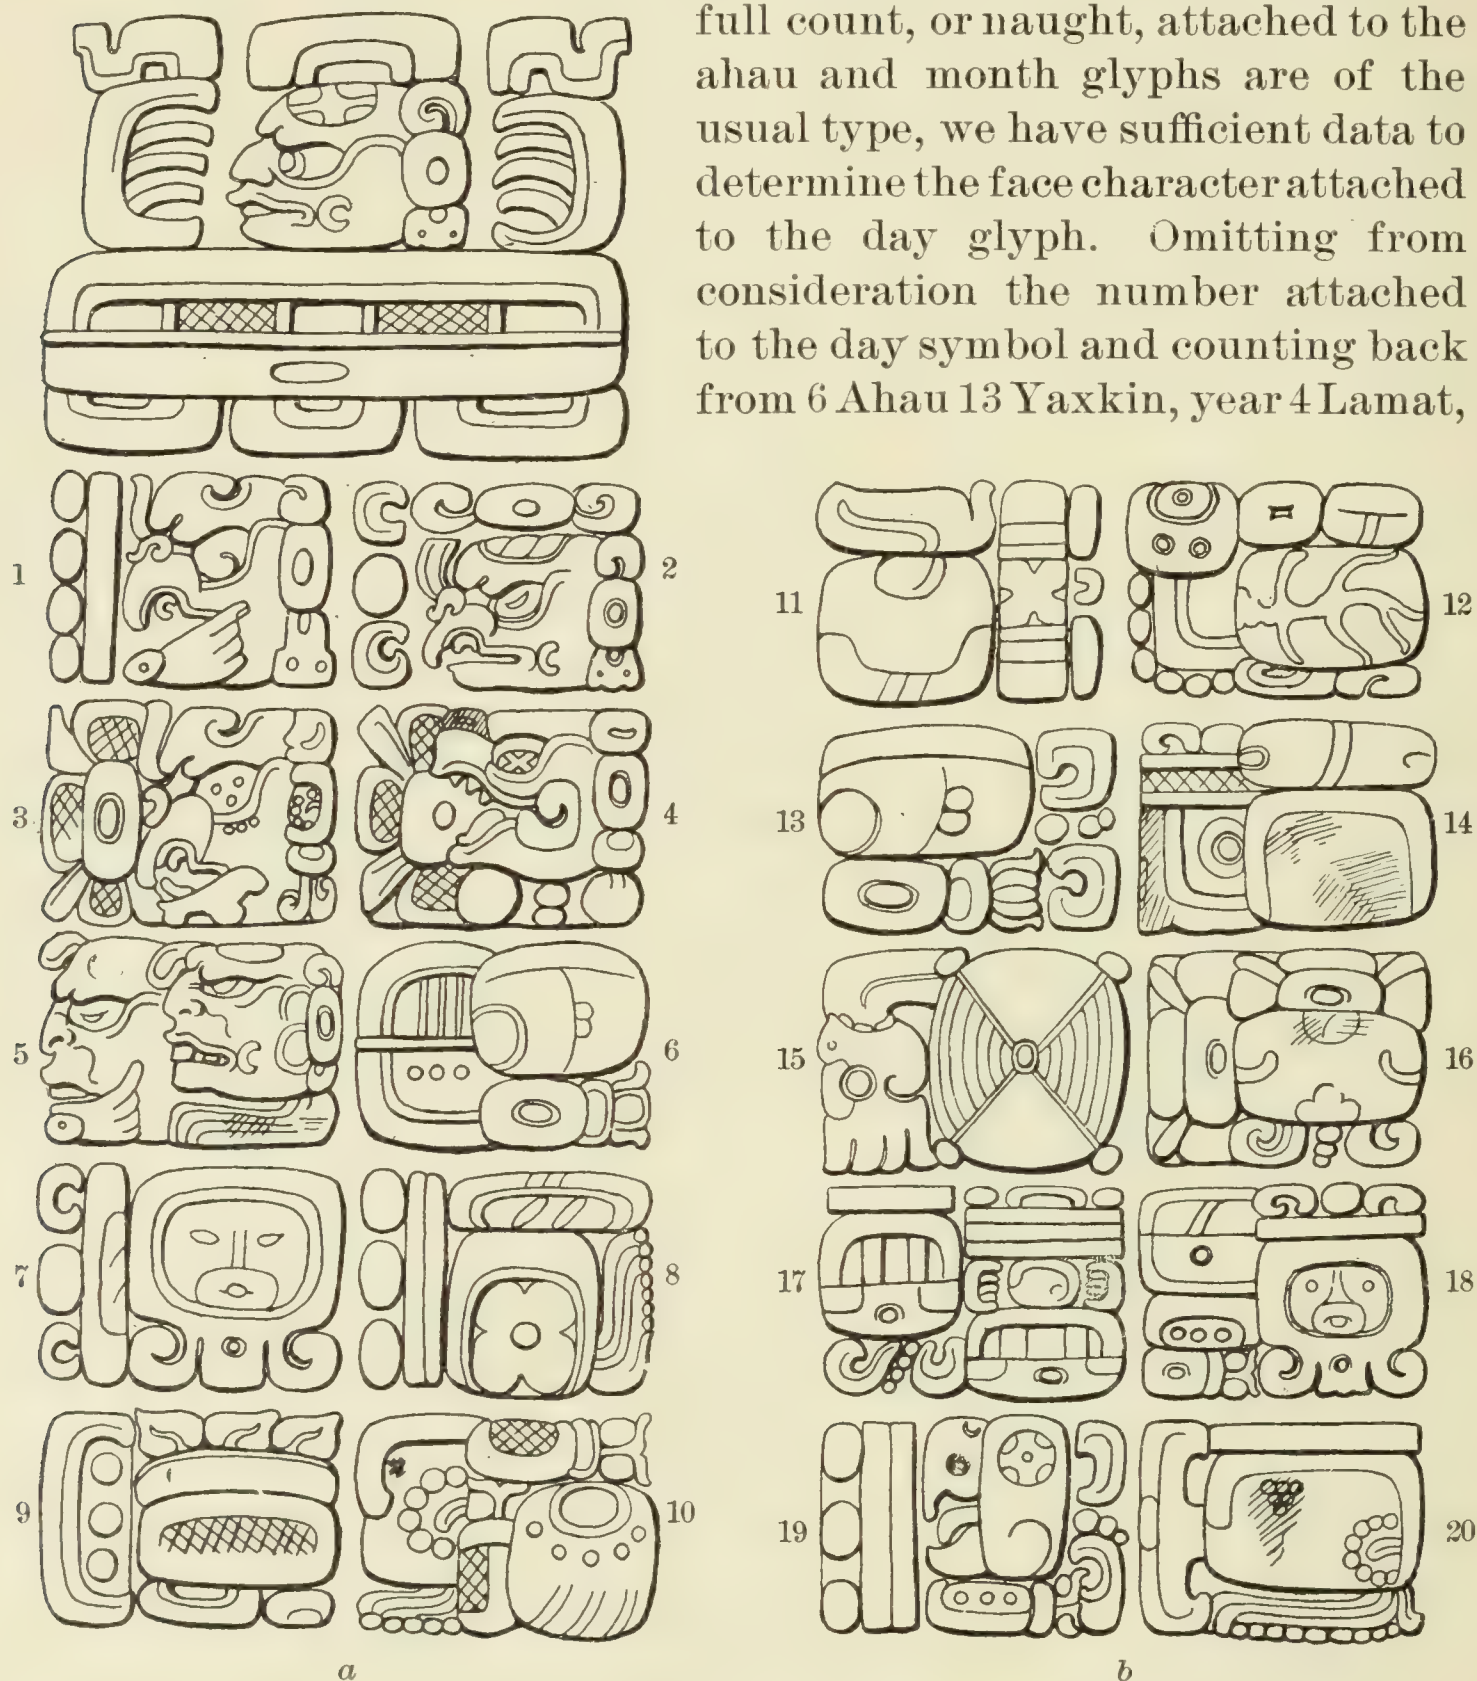 full count, or naught, attached to the
ahau and month glyphs are of the
usual type, we have sufficient data to
determine the face character attached
to the day glyph. Omitting from
consideration the number attached
to the day symbol and counting back
from 6 Ahau 13 Yaxkin, year 4 Lamat,
1
2
3
4
5
6
7
8
9
10
a
11
12
13
14
15
16
17
18
19
20
b